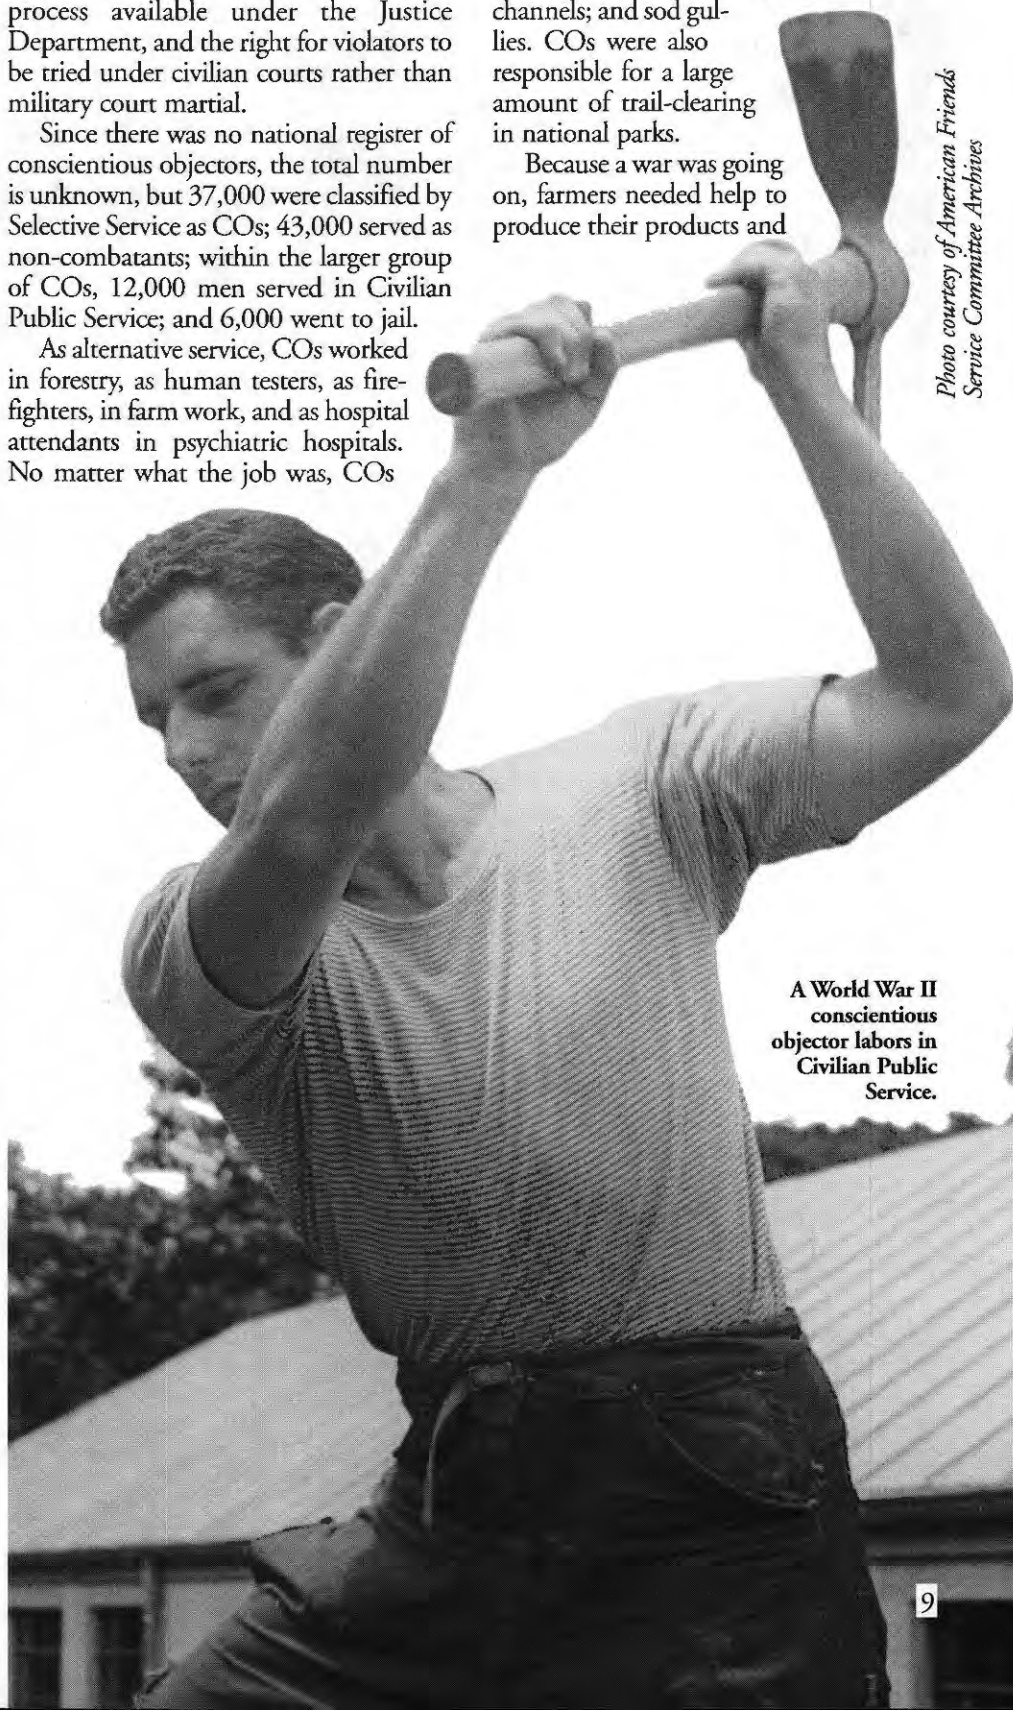 process available under the Justice
Department, and the right for violators to
be tried under civilian courts rather than
military court martial.
Since there was no national register of
conscientious objectors, the total number
is unknown, but 37,000 were classified by
Selective Service as COs; 43,000 served as
non-combatants; within the larger group
of COs, 12,000 men served in Civilian
Public Service; and 6,000 went to jail.
As alternative service, COs worked
in forestry, as human testers, as fire-
fighters, in farm work, and as hospital
attendants in psychiatric hospitals.
No matter what the job was, COs
channels; and sod gul-
lies. COs were also
responsible for a large
amount of trail-clearing
in national parks.
Because a war was going
on, farmers needed help to
produce their products and
Photo courtesy of American Friends
Service Committee Archives
A World War II
conscientious
objector labors in
Civilian Public
Service.
9